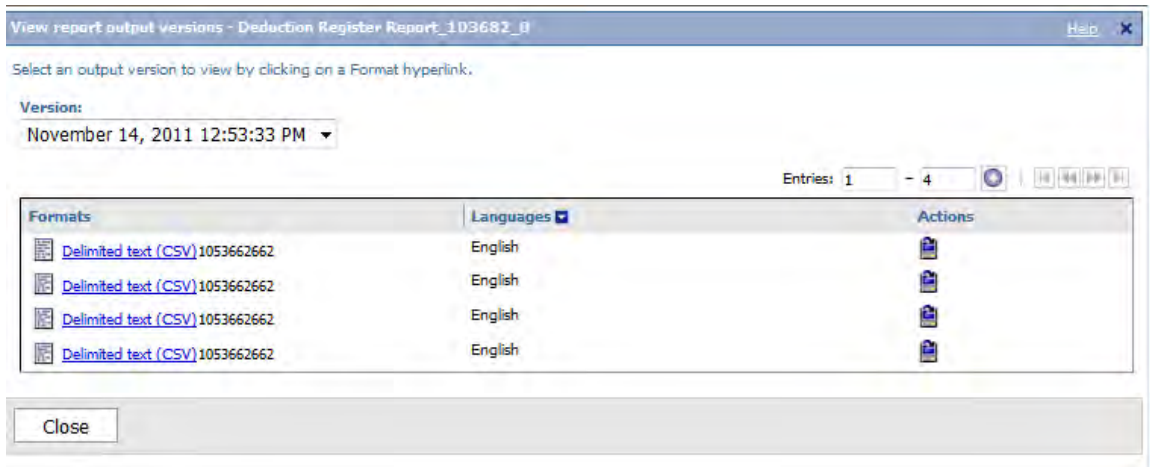 View report output versions - Deduction Register Report_103682_0 Help
Select an output version to view by clicking on a Format hyperlink.
Version:
November 14, 2011 12:53:33 PM
Entries: 1 - 4
Formats Languages Actions
Delimited text (CSV)1053662662 English
Delimited text (CSV)1053662662 English
Delimited text (CSV)1053662662 English
Delimited text (CSV)1053662662 English
Close